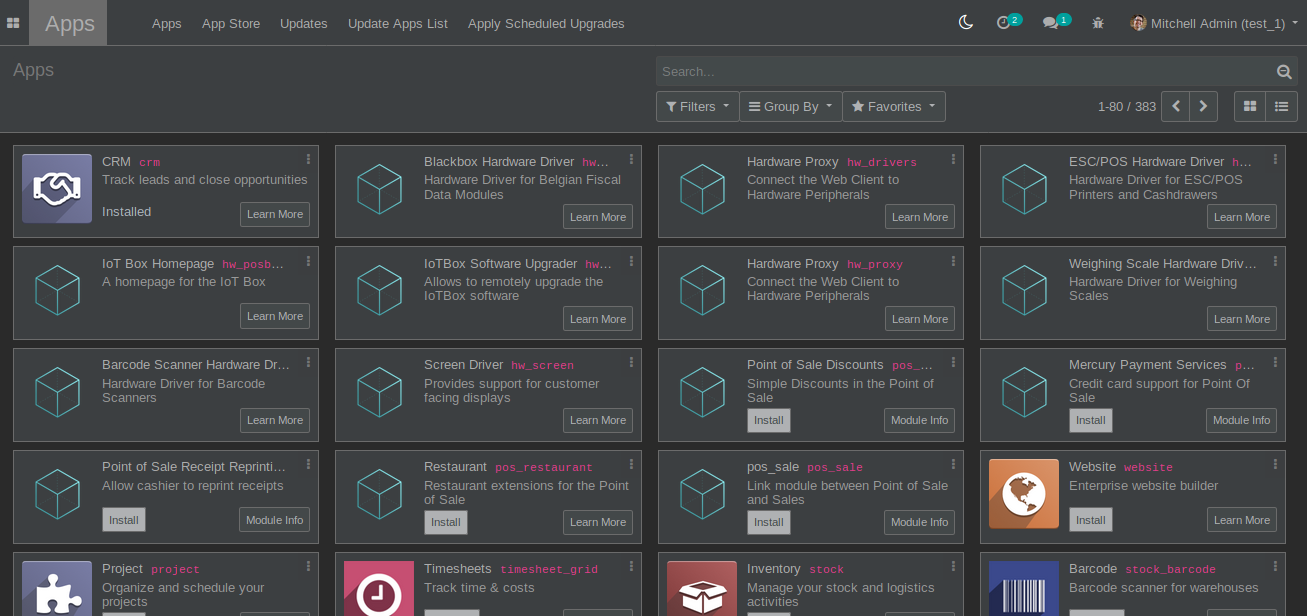 Apps Apps App Store Updates Update Apps List Apply Scheduled Upgrades 2 1 Mitchell Admin (test_1)
Apps Search...
Filters Group By Favorites 1-80 / 383
CRM crm
Track leads and close opportunities
Installed Learn More
Blackbox Hardware Driver hw...
Hardware Driver for Belgian Fiscal
Data Modules
Learn More
Hardware Proxy hw_drivers
Connect the Web Client to
Hardware Peripherals
Learn More
ESC/POS Hardware Driver h...
Hardware Driver for ESC/POS
Printers and Cashdrawers
Learn More
IoT Box Homepage hw_posb...
A homepage for the IoT Box
Learn More
IoTBox Software Upgrader hw...
Allows to remotely upgrade the
IoTBox software
Learn More
Hardware Proxy hw_proxy
Connect the Web Client to
Hardware Peripherals
Learn More
Weighing Scale Hardware Driv...
Hardware Driver for Weighing
Scales
Learn More
Barcode Scanner Hardware Dr...
Hardware Driver for Barcode
Scanners
Learn More
Screen Driver hw_screen
Provides support for customer
facing displays
Learn More
Point of Sale Discounts pos_...
Simple Discounts in the Point of
Sale
Install Module Info
Mercury Payment Services p...
Credit card support for Point Of
Sale
Install Module Info
Point of Sale Receipt Reprinti...
Allow cashier to reprint receipts
Install Module Info
Restaurant pos_restaurant
Restaurant extensions for the Point
of Sale
Install Learn More
pos_sale pos_sale
Link module between Point of Sale
and Sales
Install Module Info
Website website
Enterprise website builder
Install Learn More
Project project
Organize and schedule your
projects
Timesheets timesheet_grid
Track time & costs
Inventory stock
Manage your stock and logistics
activities
Barcode stock_barcode
Barcode scanner for warehouses